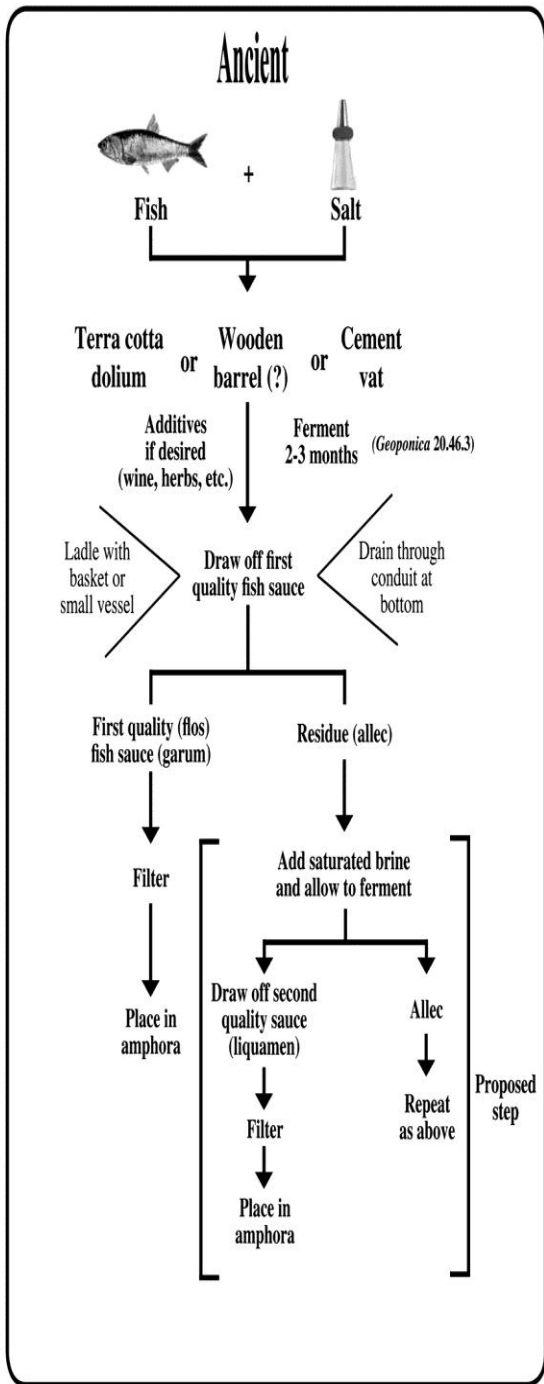 Ancient
+
Fish
Salt
Terra cotta
dolium
or
Wooden
barrel (?)
or
Cement
vat
Additives
if desired
(wine, herbs, etc.)
Ferment
2-3 months
(Geoponica 20.46.3)
Ladle with
basket or
small vessel
Draw off first
quality fish sauce
Drain through
conduit at
bottom
First quality (flos)
fish sauce (garum)
Residue (allec)
Filter
Add saturated brine
and allow to ferment
Place in
amphora
Draw off second
quality sauce
(liquamen)
Allec
Filter
Repeat
as above
Proposed
step
Place in
amphora